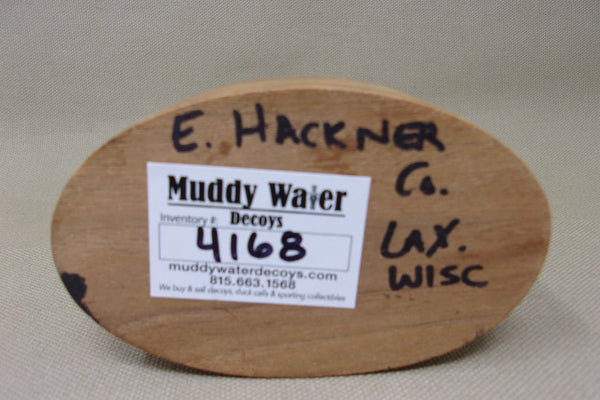 E. HACKNER
Co.
LAX.
WISC
Muddy Water
Decoys
Inventory #:
4168
muddywaterdecoys.com
815.663.1568
We buy & sell decoys, duck calls & sporting collectibles